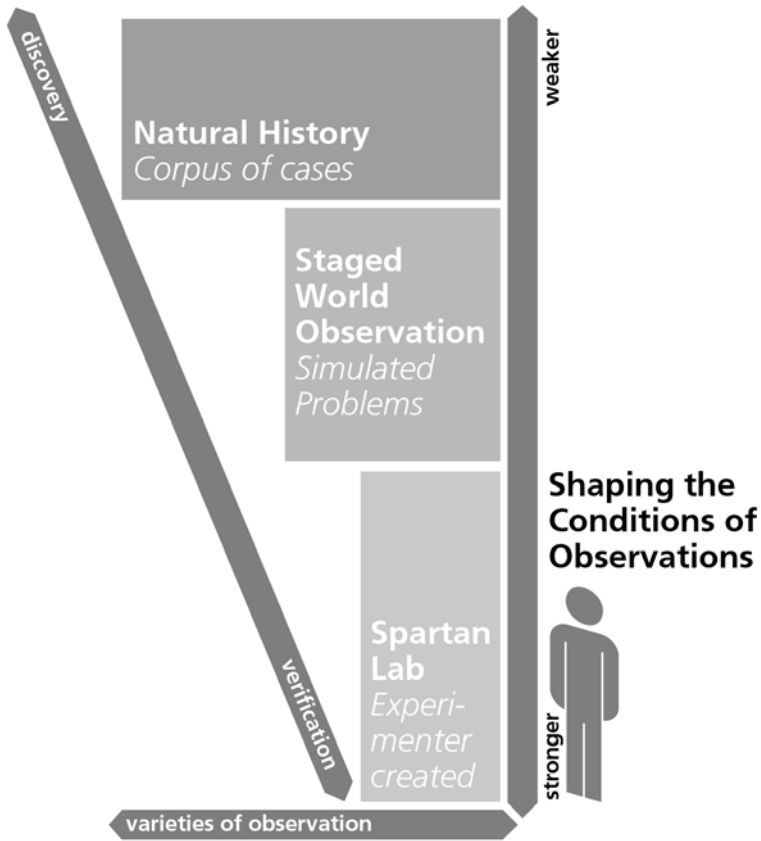 discovery
weaker
Natural History
Corpus of cases
Staged
World
Observation
Simulated
Problems
Shaping the
Conditions of
Observations
Spartan
Lab
Experi-
menter
created
verification
stronger
varieties of observation